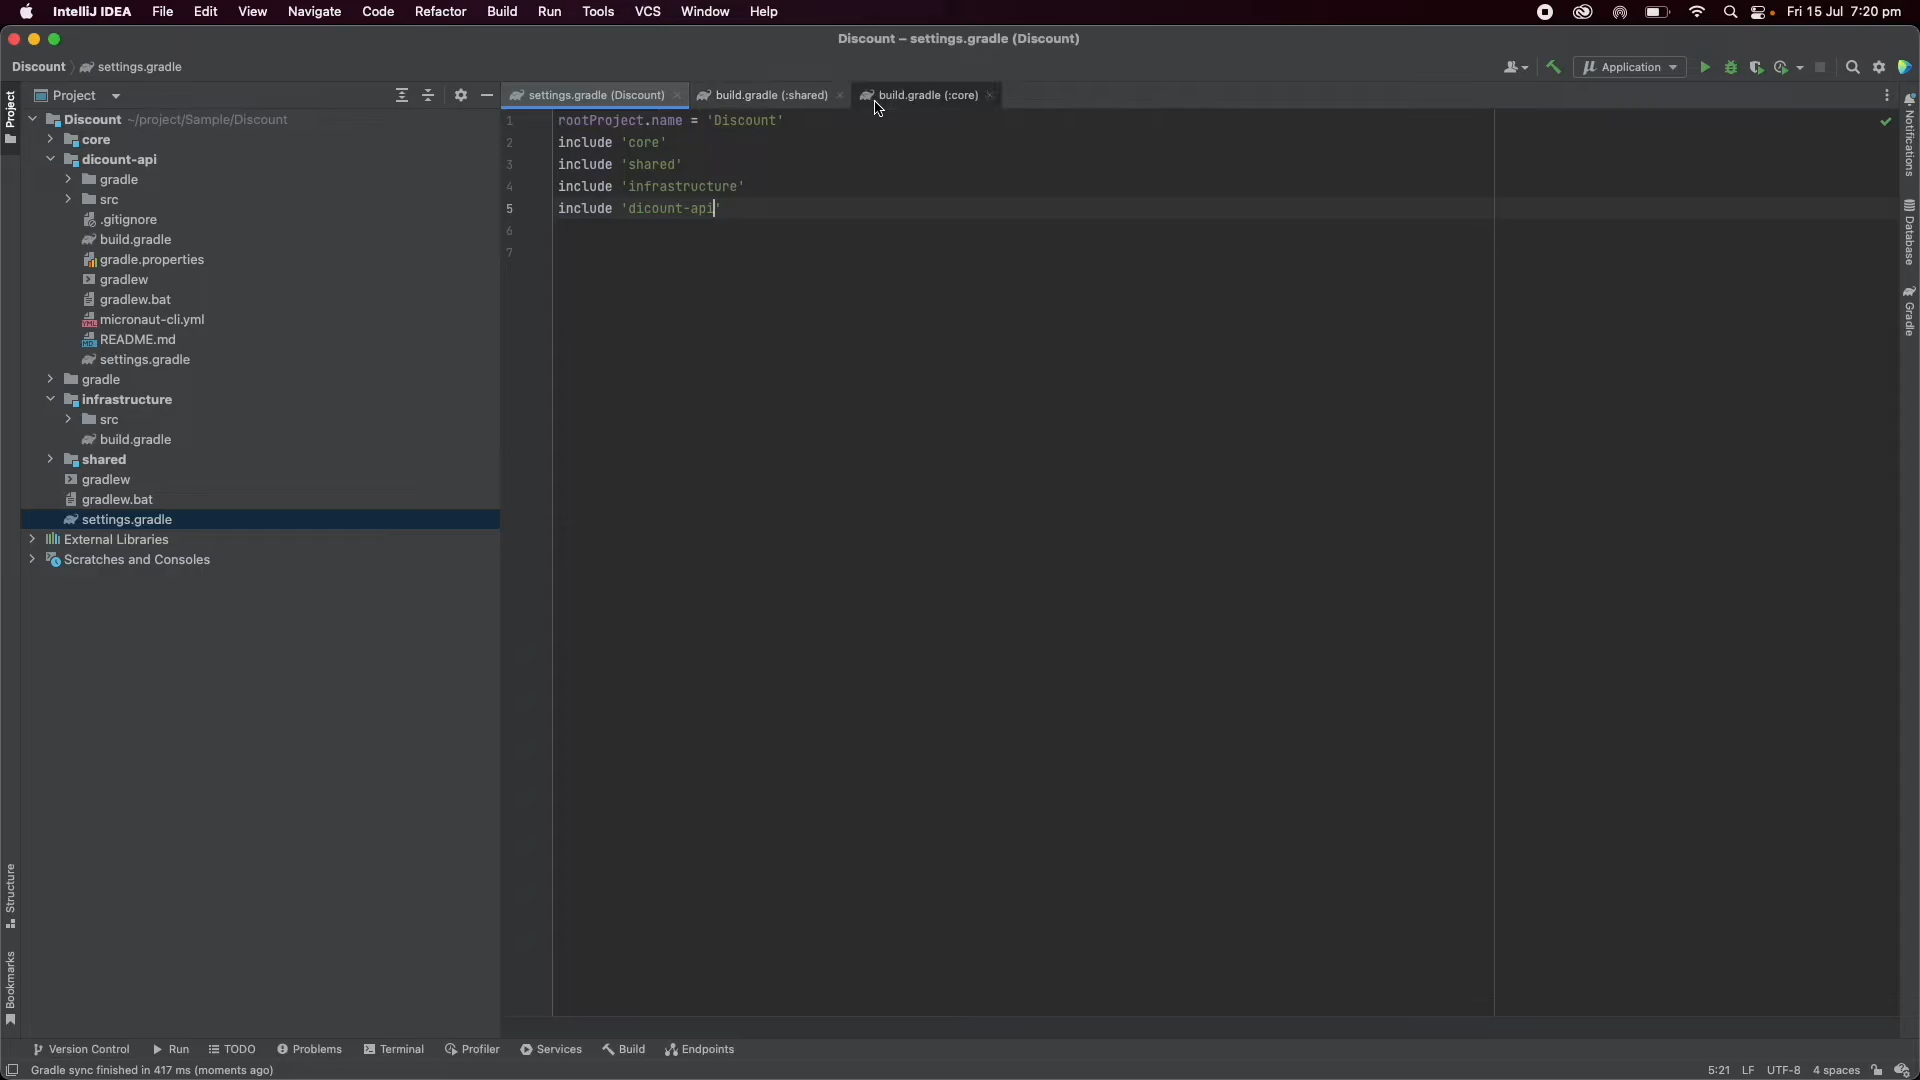 IntelliJ IDEA File Edit View Navigate Code Refactor Build Run Tools VCS Window Help Fri 15 Jul 7:20 pm
Discount – settings.gradle (Discount)
Discount settings.gradle Application
Project settings.gradle (Discount) build.gradle (:shared) build.gradle (:core)
Project
Discount ~/project/Sample/Discount
core
dicount-api
gradle
src
.gitignore
build.gradle
gradle.properties
gradlew
gradlew.bat
YML micronaut-cli.yml
MD README.md
settings.gradle
gradle
infrastructure
src
build.gradle
shared
gradlew
gradlew.bat
settings.gradle
External Libraries
Scratches and Consoles
1 rootProject.name = 'Discount'
2 include 'core'
3 include 'shared'
4 include 'infrastructure'
5 include 'dicount-api'
6
7
Notifications
Database
Gradle
Structure
Bookmarks
Version Control Run TODO Problems Terminal Profiler Services Build Endpoints
Gradle sync finished in 417 ms (moments ago) 5:21 LF UTF-8 4 spaces